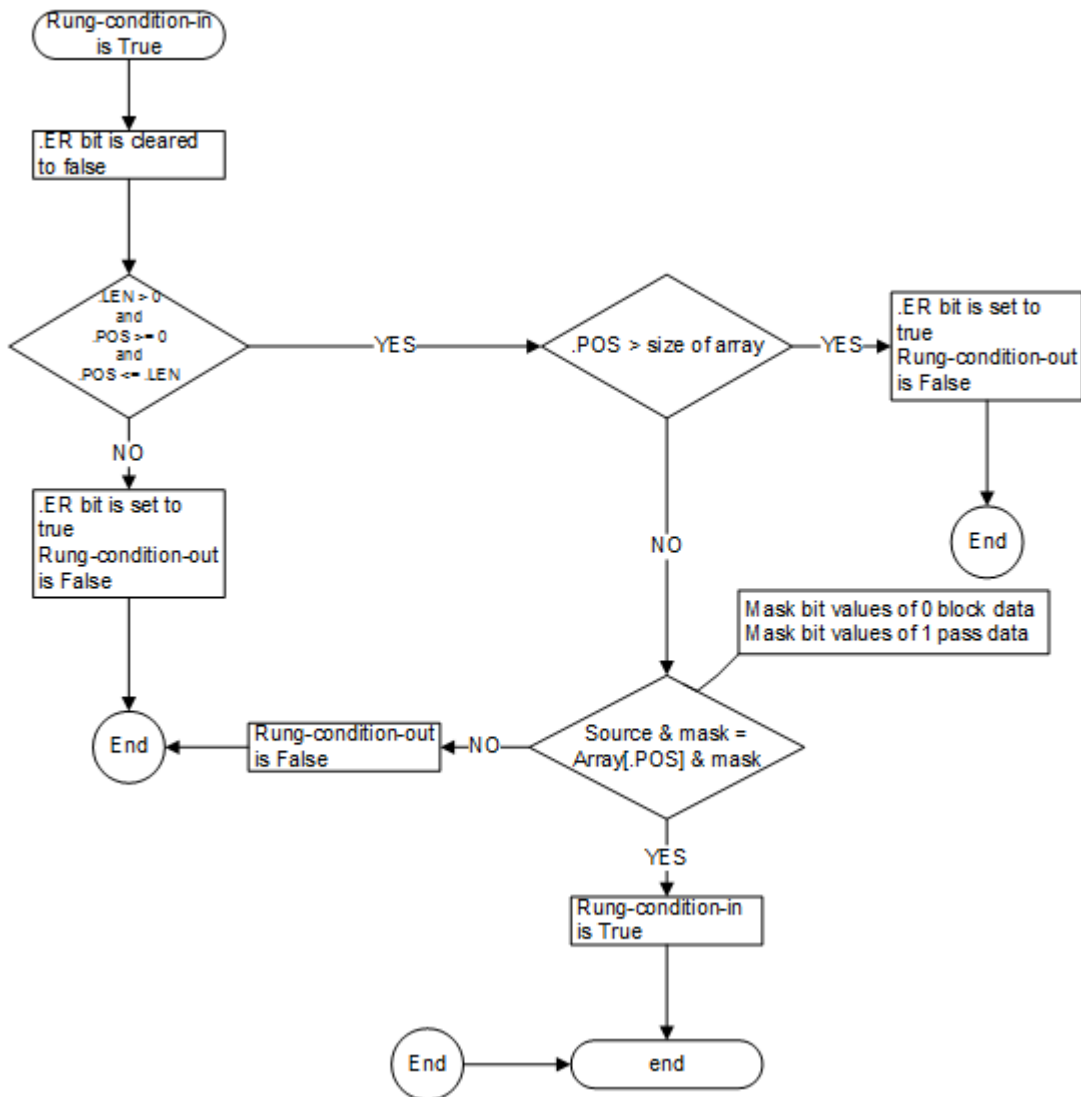 Rung-condition-in
is True
.ER bit is cleared
to false
.LEN > 0
and
.POS >= 0
and
.POS <= .LEN
YES
.POS > size of array
YES
.ER bit is set to
true
Rung-condition-out
is False
NO
.ER bit is set to
true
Rung-condition-out
is False
End
NO
Mask bit values of 0 block data
Mask bit values of 1 pass data
End
Rung-condition-out
is False
NO
Source & mask =
Array[.POS] & mask
YES
Rung-condition-in
is True
End
end